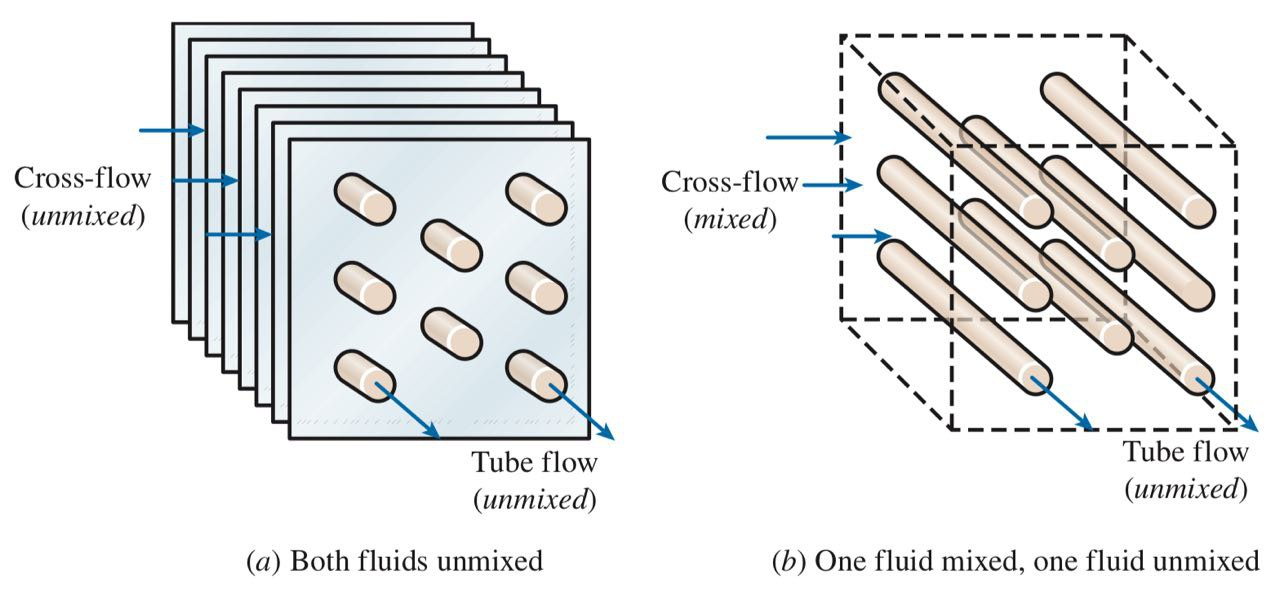 Cross-flow
(unmixed)
Tube flow
(unmixed)
(a) Both fluids unmixed
Cross-flow
(mixed)
Tube flow
(unmixed)
(b) One fluid mixed, one fluid unmixed